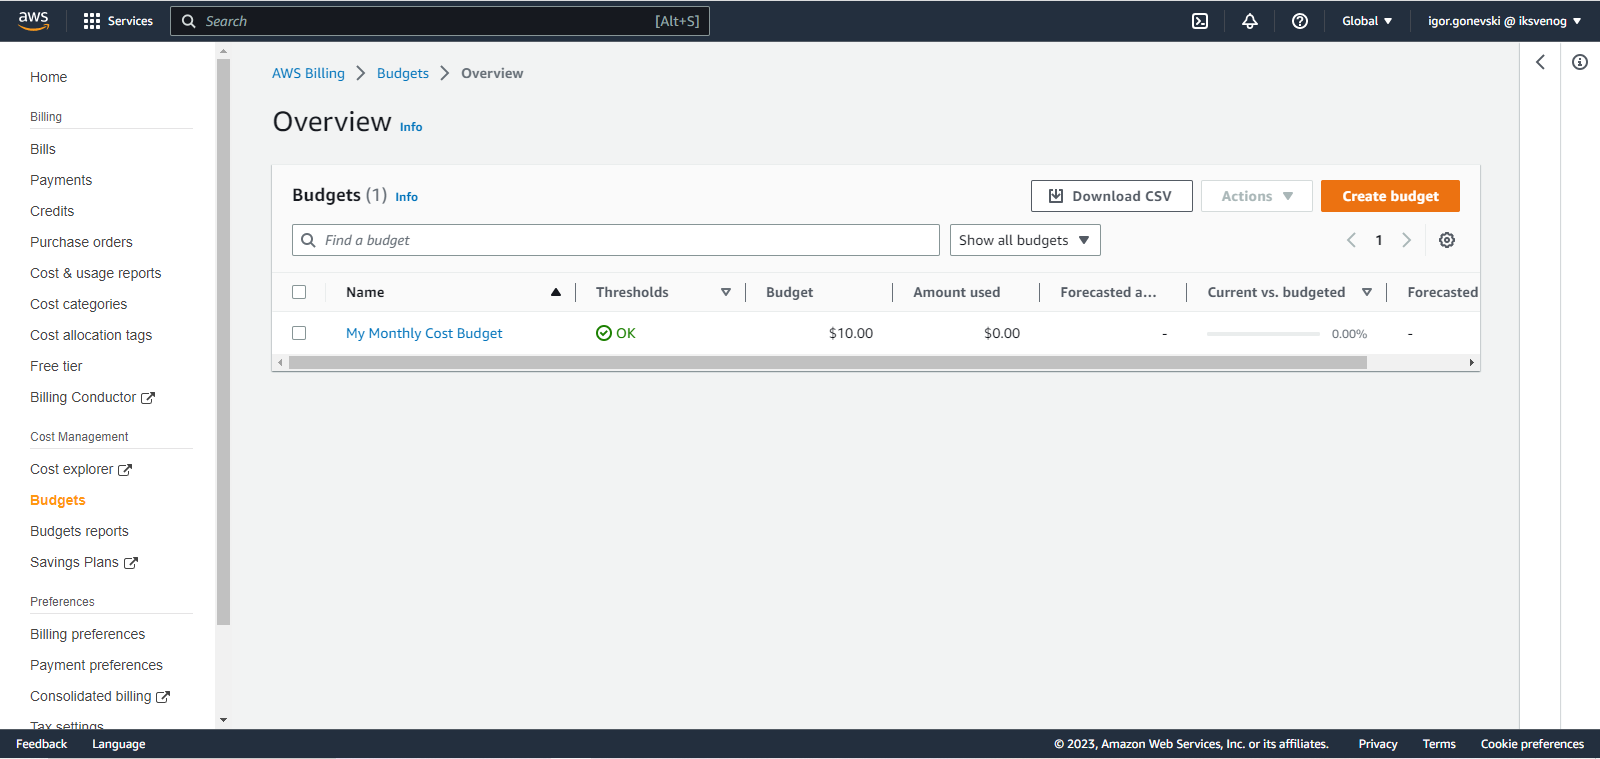 aws Services Search [Alt+S] Global igor.gonevski @ iksvenog
Home
Billing
Bills
Payments
Credits
Purchase orders
Cost & usage reports
Cost categories
Cost allocation tags
Free tier
Billing Conductor
Cost Management
Cost explorer
Budgets
Budgets reports
Savings Plans
Preferences
Billing preferences
Payment preferences
Consolidated billing
Tax settings
AWS Billing Budgets Overview
Overview Info
Budgets (1) Info Download CSV Actions Create budget
Find a budget Show all budgets 1
Name Thresholds Budget Amount used Forecasted a... Current vs. budgeted Forecasted
My Monthly Cost Budget OK $10.00 $0.00 - 0.00% -
Feedback Language © 2023, Amazon Web Services, Inc. or its affiliates. Privacy Terms Cookie preferences